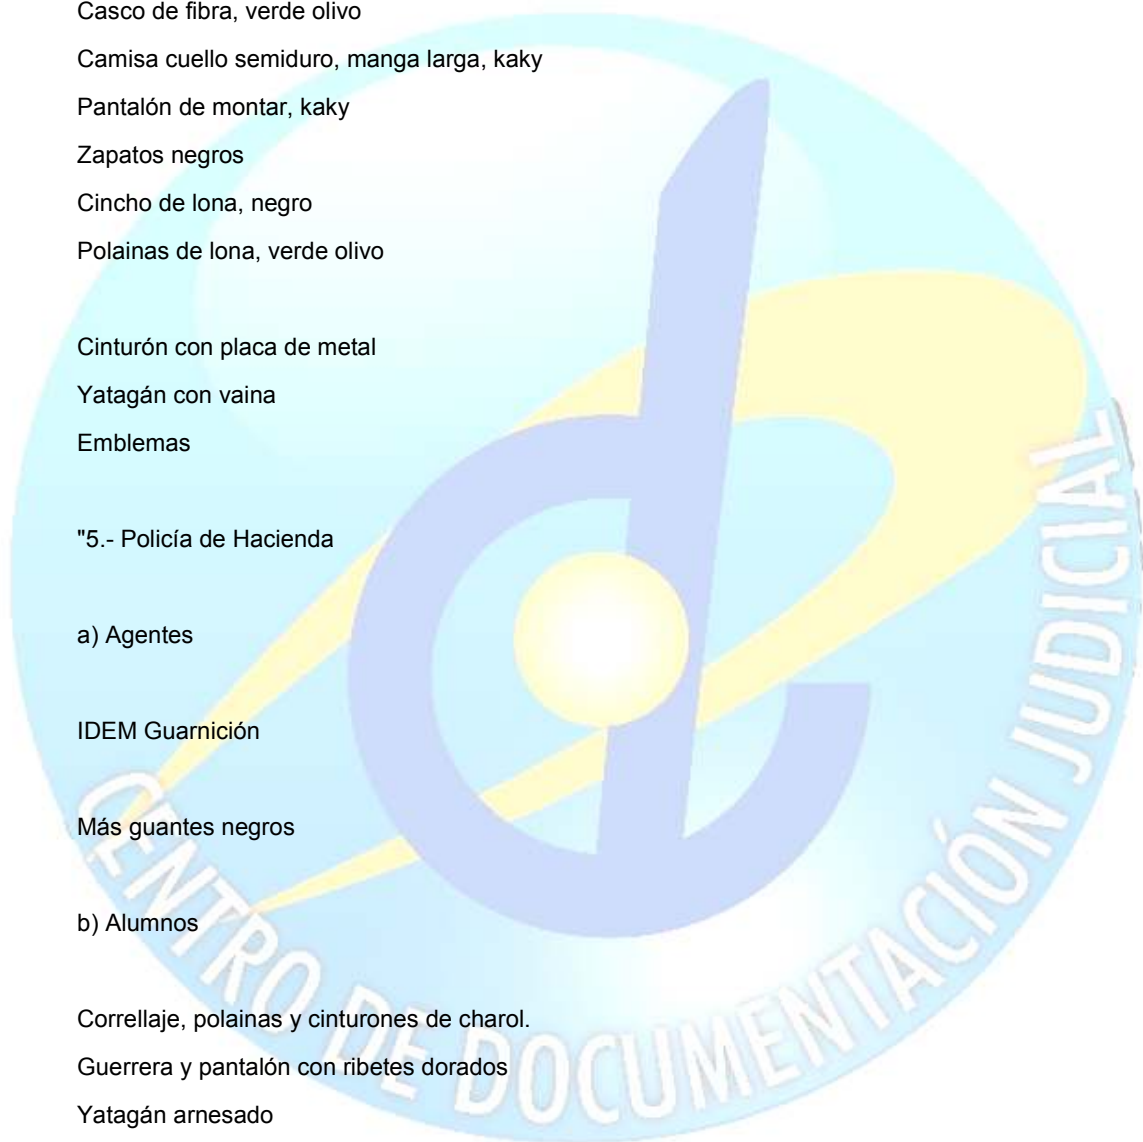 Casco de fibra, verde olivo
Camisa cuello semiduro, manga larga, kaky
Pantalón de montar, kaky
Zapatos negros
Cincho de lona, negro
Polainas de lona, verde olivo
Cinturón con placa de metal
Yatagán con vaina
Emblemas
"5.- Policía de Hacienda
a) Agentes
IDEM Guarnición
Más guantes negros
b) Alumnos
Correllaje, polainas y cinturones de charol.
Guerrera y pantalón con ribetes dorados
Yatagán arnesado
CENTRO DE DOCUMENTACIÓN JUDICIAL